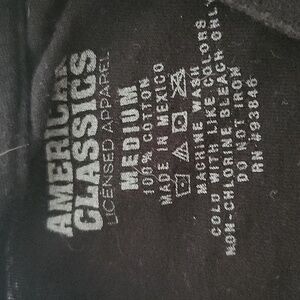 AMERICAN
CLASSICS
LICENSED APPAREL
MEDIUM
100% COTTON
MADE IN MEXICO
MACHINE WASH
COLD WITH LIKE COLORS
NON-CHLORINE BLEACH ONLY
DO NOT IRON
RN #93846